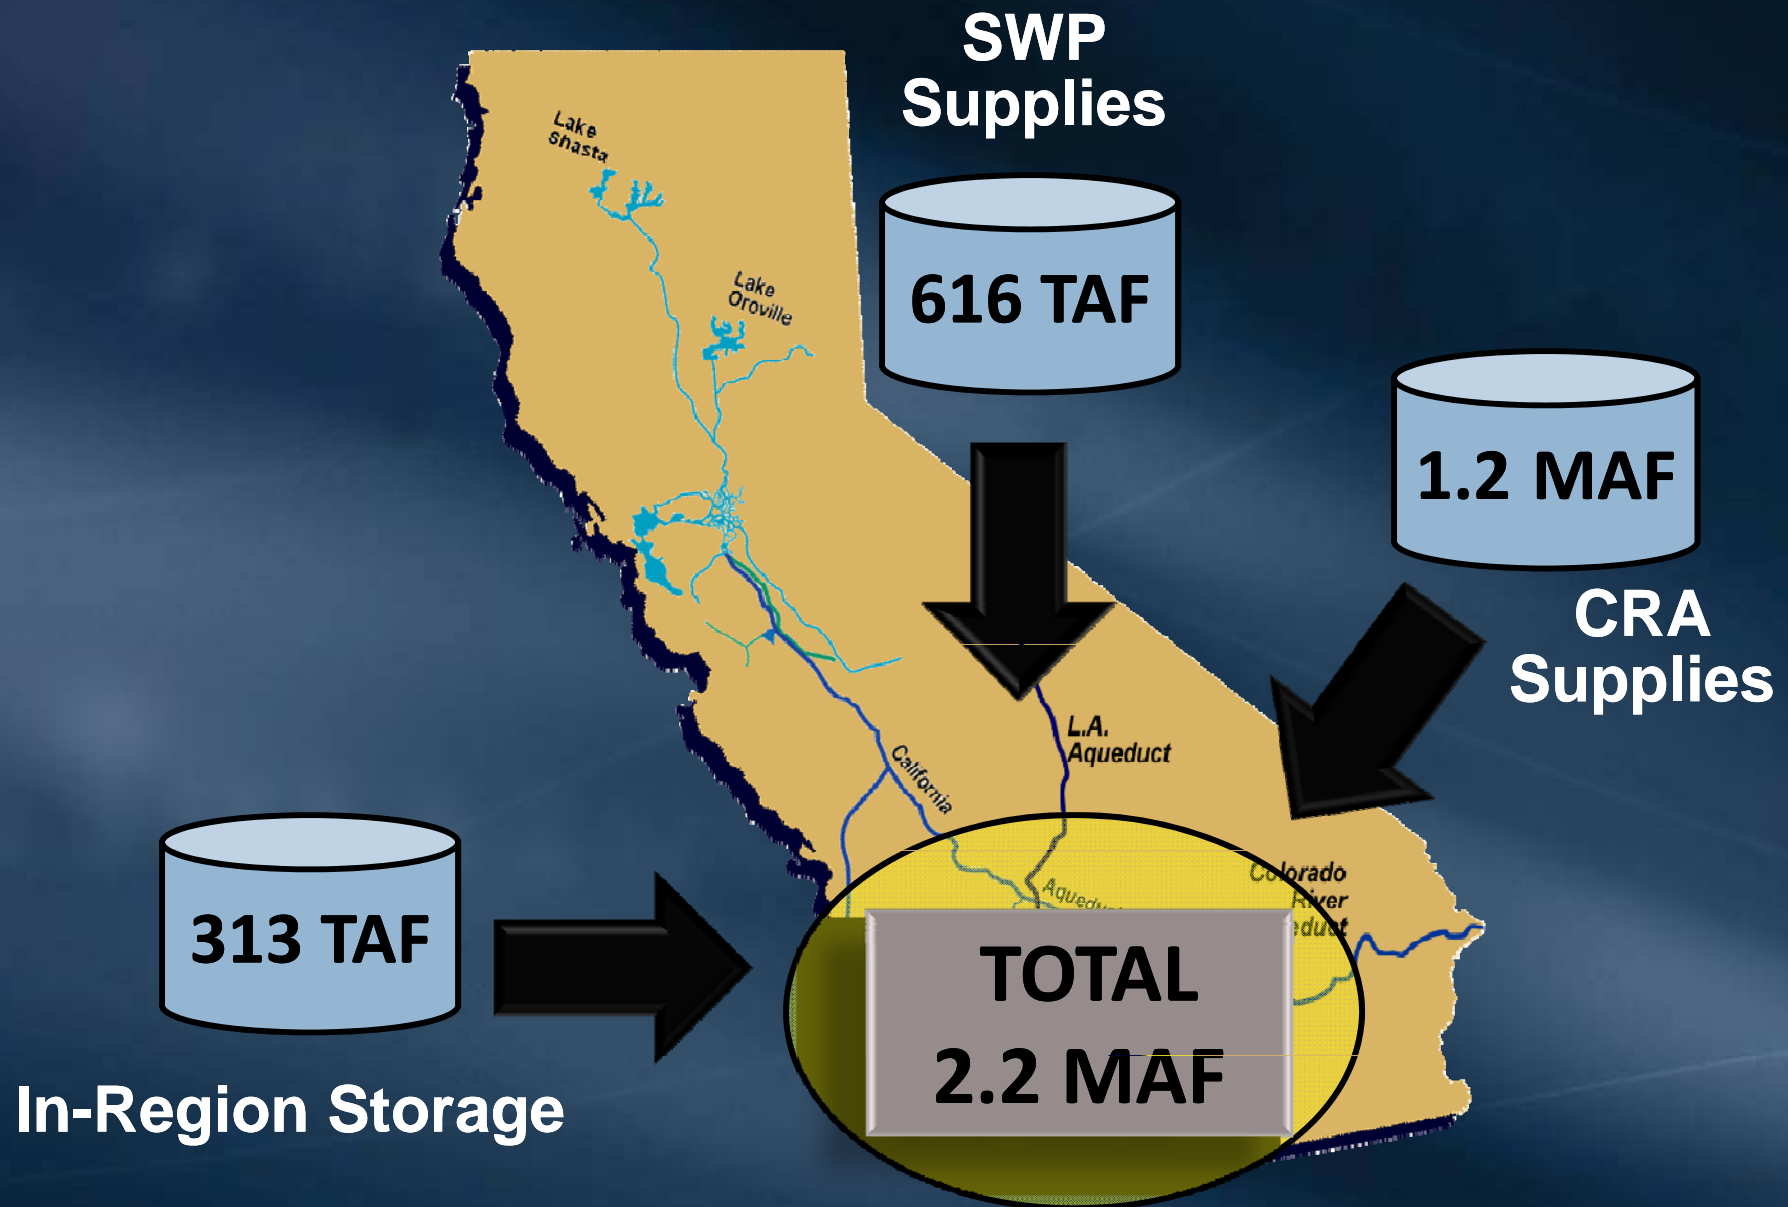 SWP
Supplies
Lake
Shasta
616 TAF
Lake
Oroville
1.2 MAF
CRA
Supplies
L.A.
Aqueduct
California
313 TAF
Colorado
River
TOTAL
2.2 MAF
In-Region Storage